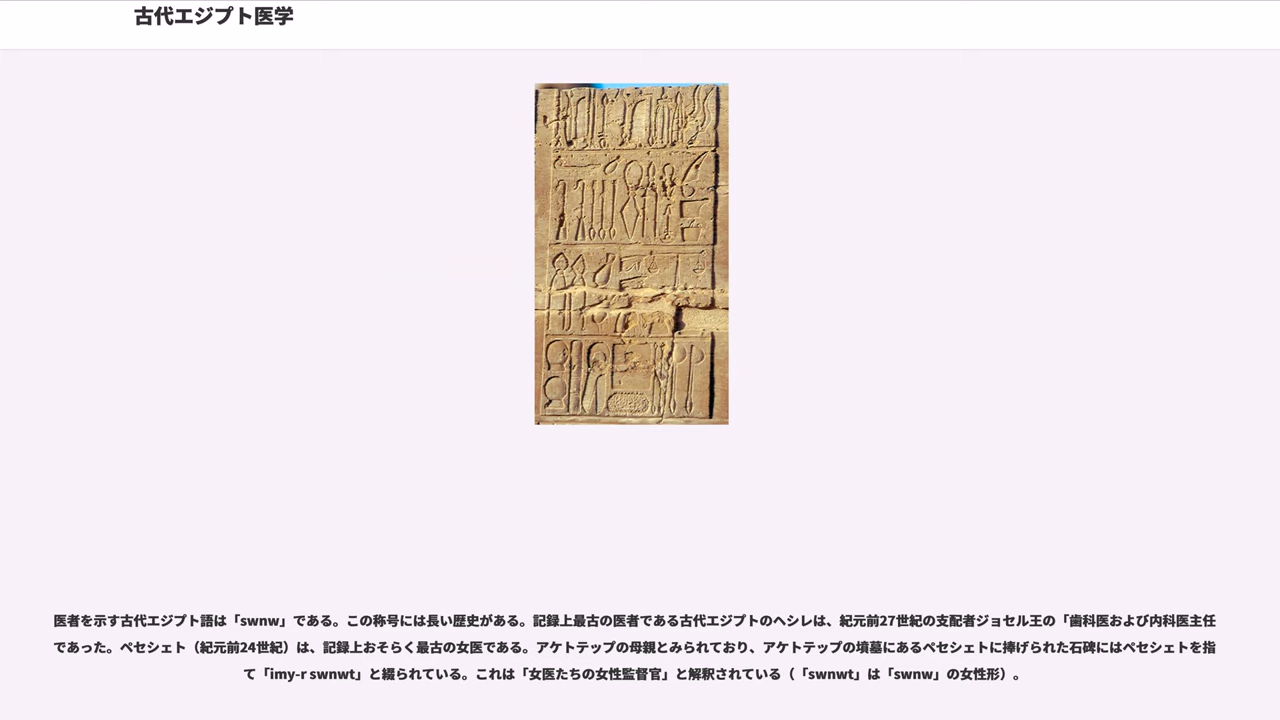 古代エジプト医学
医者を示す古代エジプト語は「swnw」である。この称号には長い歴史がある。記録上最古の医者である古代エジプトのヘシレは、紀元前27世紀の支配者ジョセル王の「歯科医および内科医主任
であった。ペセシェト（紀元前24世紀）は、記録上おそらく最古の女医である。アケトテップの母親とみられており、アケトテップの墳墓にあるペセシェトに捧げられた石碑にはペセシェトを指
て「imy-r swnwt」と綴られている。これは「女医たちの女性監督官」と解釈されている（「swnwt」は「swnw」の女性形）。